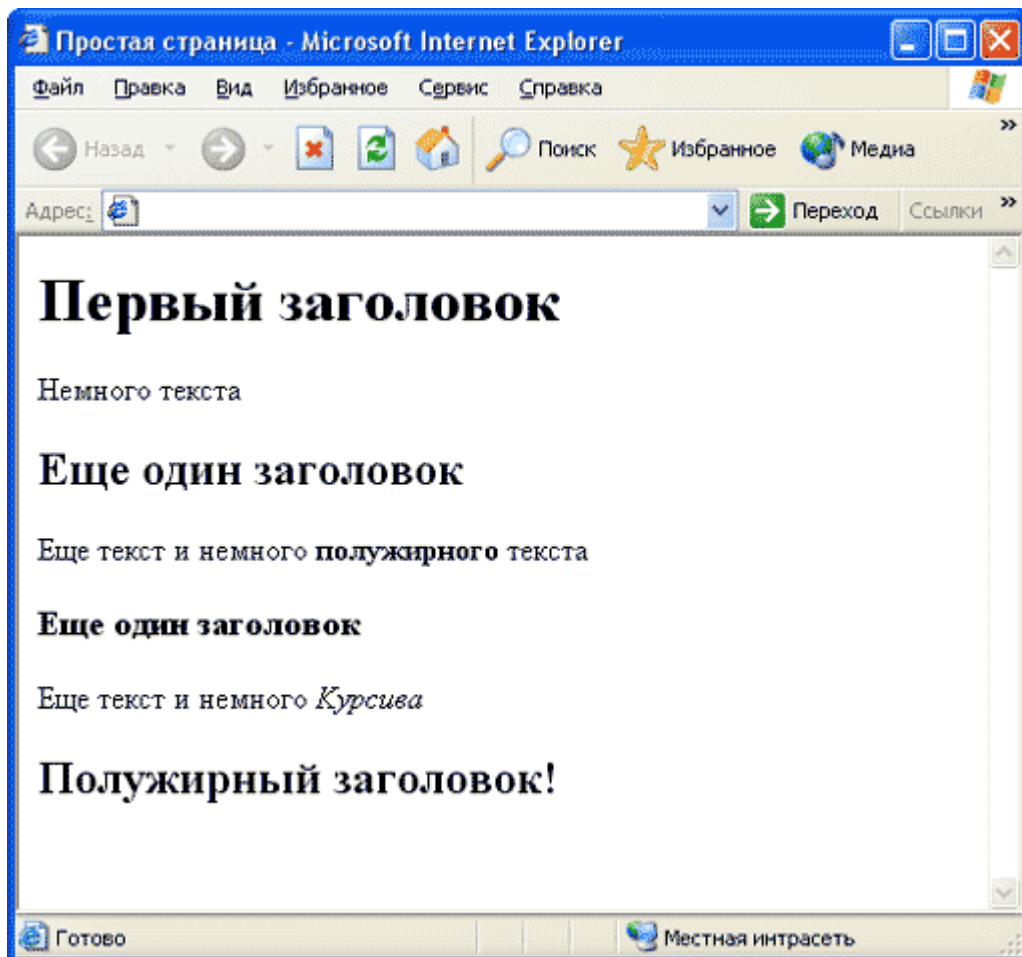 Простая страница - Microsoft Internet Explorer
Файл Правка Вид Избранное Сервис Справка
Назад Поиск Избранное Медиа »
Адрес: Переход Ссылки »
Первый заголовок
Немного текста
Еще один заголовок
Еще текст и немного полужирного текста
Еще один заголовок
Еще текст и немного Курсива
Полужирный заголовок!
Готово Местная интрасеть